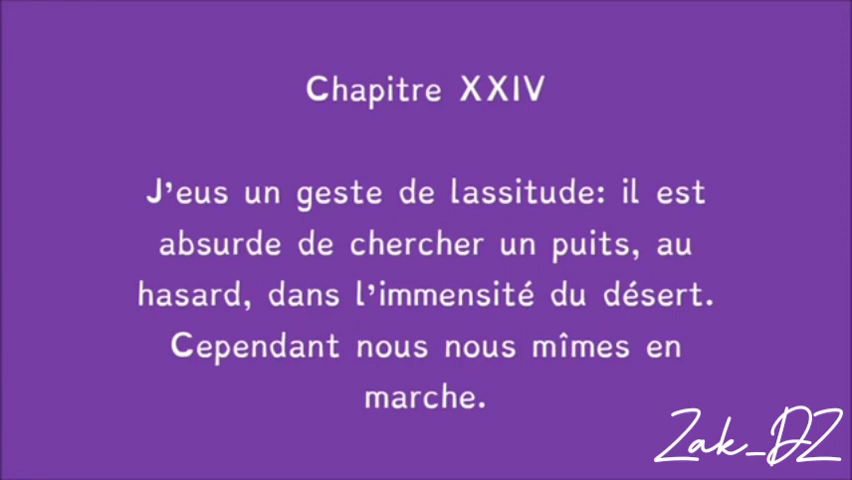 Chapitre XXIV
J'eus un geste de lassitude: il est
absurde de chercher un puits, au
hasard, dans l'immensité du désert.
Cependant nous nous mîmes en
marche.
Zak_DZ